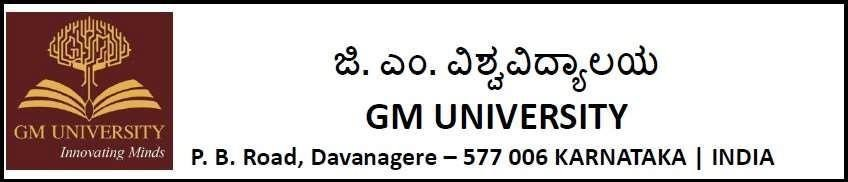 GM UNIVERSITY
Innovating Minds
ಜಿ. ಎಂ. ವಿಶ್ವವಿದ್ಯಾಲಯ
GM UNIVERSITY
P. B. Road, Davanagere – 577 006 KARNATAKA | INDIA